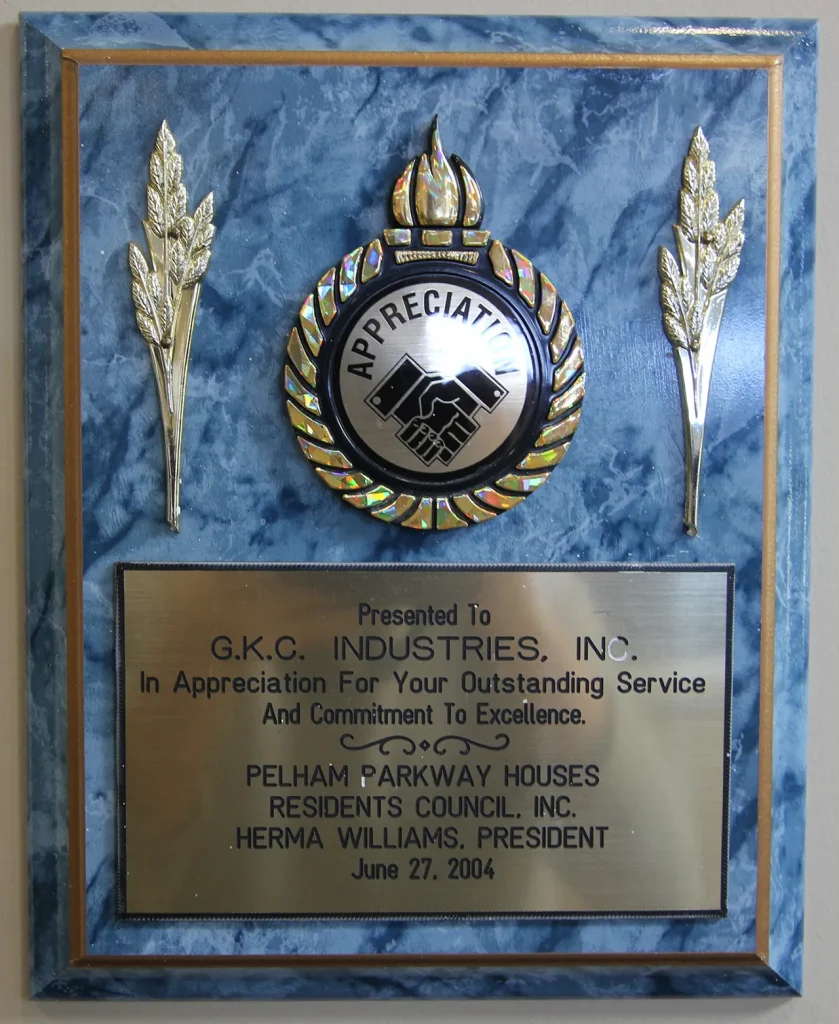 APPRECIATION
Presented To
G.K.C. INDUSTRIES, INC.
In Appreciation For Your Outstanding Service
And Commitment To Excellence.
PELHAM PARKWAY HOUSES
RESIDENTS COUNCIL, INC.
HERMA WILLIAMS, PRESIDENT
June 27, 2004